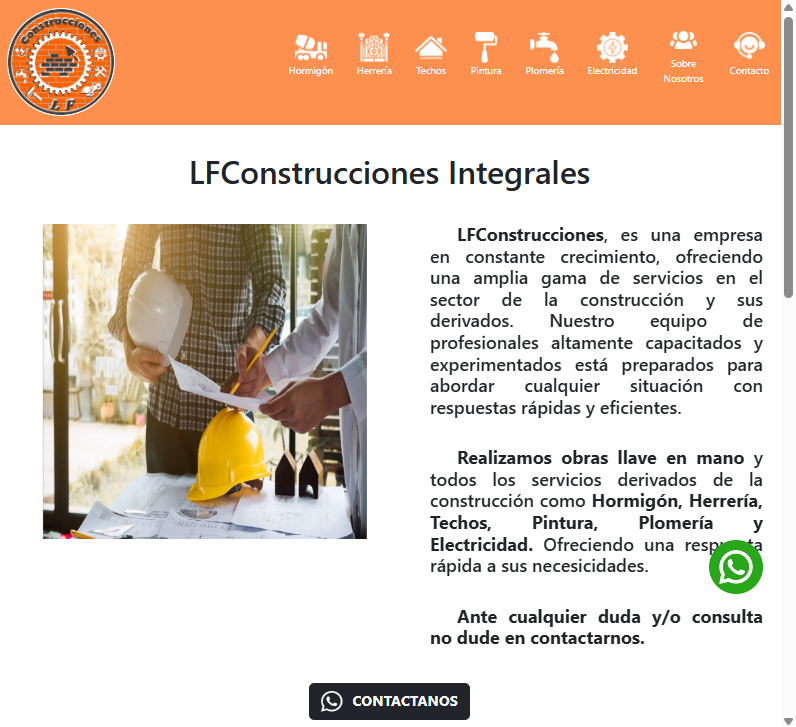 Construcciones
LF
Hormigón
Herrería
Techos
Pintura
Plomería
Electricidad
Sobre
Nosotros
Contacto
LFConstrucciones Integrales
LFConstrucciones, es una empresa
en constante crecimiento, ofreciendo
una amplia gama de servicios en el
sector de la construcción y sus
derivados. Nuestro equipo de
profesionales altamente capacitados y
experimentados está preparados para
abordar cualquier situación con
respuestas rápidas y eficientes.
Realizamos obras llave en mano y
todos los servicios derivados de la
construcción como Hormigón, Herrería,
Techos, Pintura, Plomería y
Electricidad. Ofreciendo una respuesta
rápida a sus necesicidades.
Ante cualquier duda y/o consulta
no dude en contactarnos.
CONTACTANOS